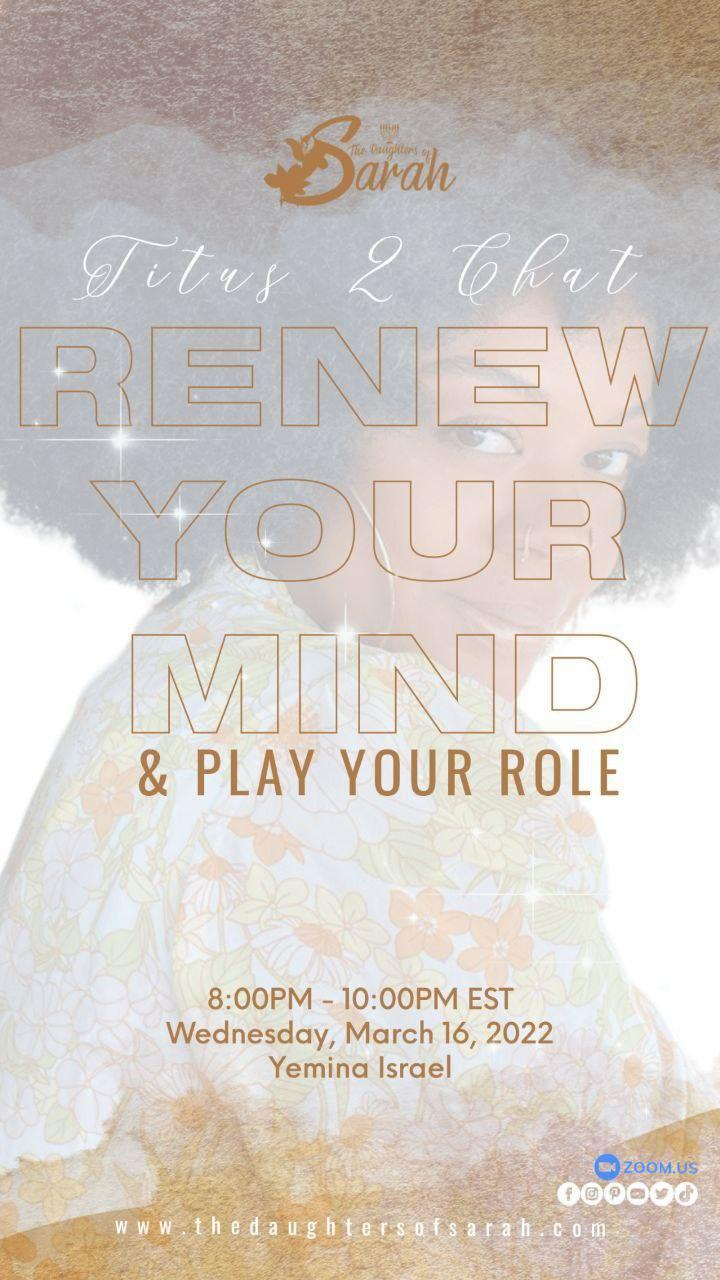 The Daughters of
Sarah
Titus 2 Chat
RENEW
YOUR
MIND
& PLAY YOUR ROLE
8:00PM - 10:00PM EST
Wednesday, March 16, 2022
Yemina Israel
ZOOM.US
www.thedaughtersofsarah.com